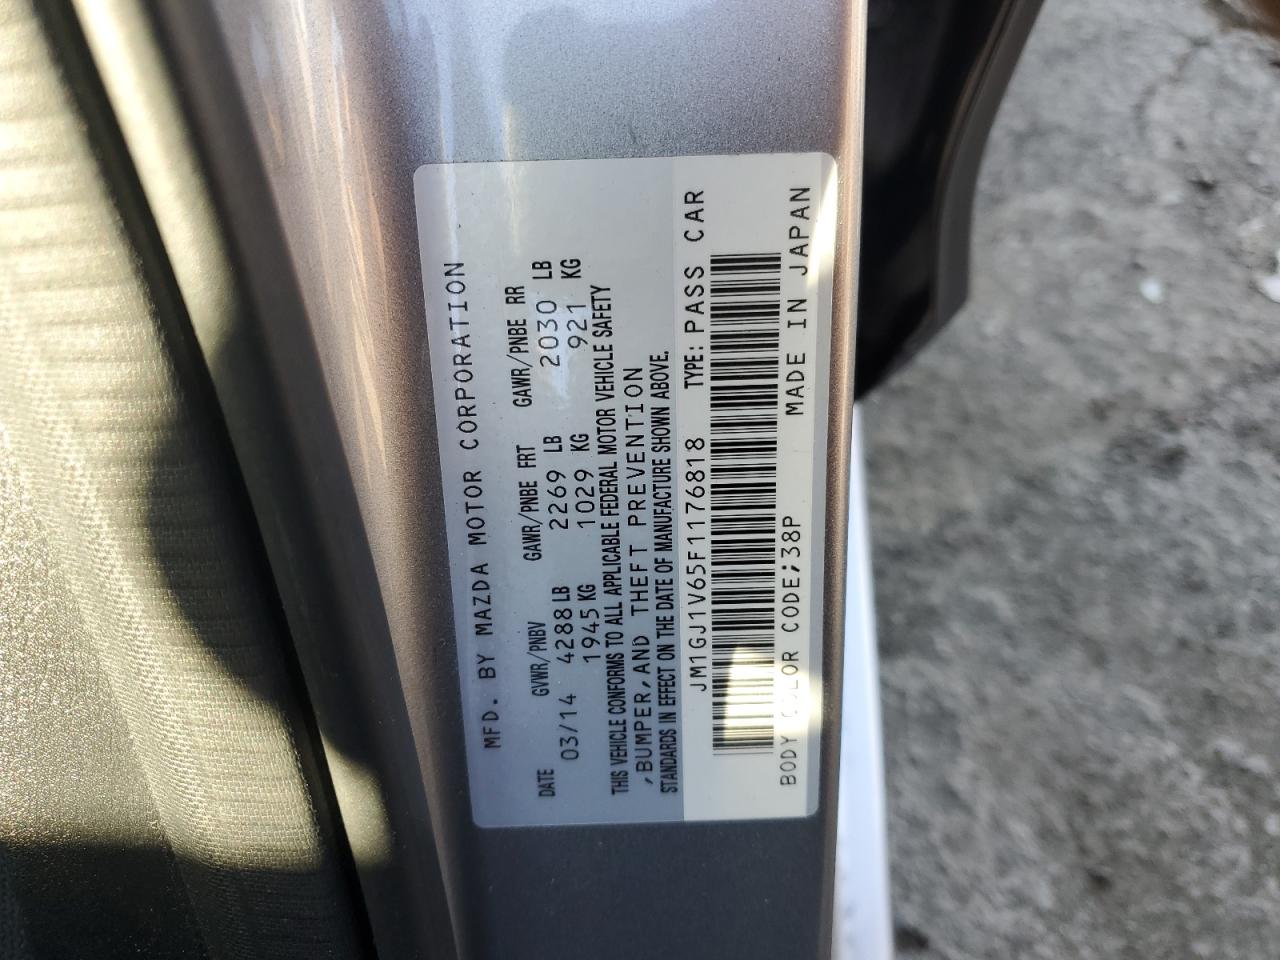 MFD. BY MAZDA MOTOR CORPORATION
DATE GVWR/PNBV GAWR/PNBE FRT GAWR/PNBE RR
03/14 4288 LB 2269 LB 2030 LB
1945 KG 1029 KG 921 KG
THIS VEHICLE CONFORMS TO ALL APPLICABLE FEDERAL MOTOR VEHICLE SAFETY
,BUMPER, AND THEFT PREVENTION
STANDARDS IN EFFECT ON THE DATE OF MANUFACTURE SHOWN ABOVE.
JM1GJ1V65F1176818 TYPE: PASS CAR
BODY COLOR CODE;38P MADE IN JAPAN